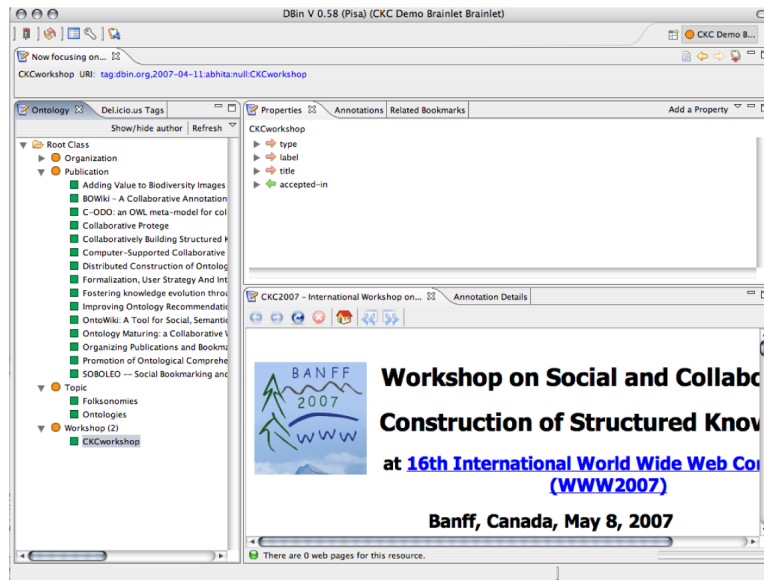 DBin V 0.58 (Pisa) (CKC Demo Brainlet Brainlet)
CKC Demo B...
Now focusing on...
CKCworkshop URI: tag:dbin.org,2007-04-11:abhita:null:CKCworkshop
Ontology Del.icio.us Tags
Show/hide author Refresh
Root Class
Organization
Publication
Adding Value to Biodiversity Images
BOWiki - A Collaborative Annotation
C-ODO: an OWL meta-model for col
Collaborative Protege
Collaboratively Building Structured K
Computer-Supported Collaborative
Distributed Construction of Ontolog
Formalization, User Strategy And Int
Fostering knowledge evolution throu
Improving Ontology Recommendatic
OntoWiki: A Tool for Social, Semantic
Ontology Maturing: a Collaborative W
Organizing Publications and Bookma
Promotion of Ontological Comprehe
SOBOLEO -- Social Bookmarking and
Topic
Folksonomies
Ontologies
Workshop (2)
CKCworkshop
Properties Annotations Related Bookmarks Add a Property
CKCworkshop
type
label
title
accepted-in
CKC2007 - International Workshop on... Annotation Details
BANFF
2007
WWW
Workshop on Social and Collabo
Construction of Structured Know
at 16th International World Wide Web Con
(WWW2007)
Banff, Canada, May 8, 2007
There are 0 web pages for this resource.